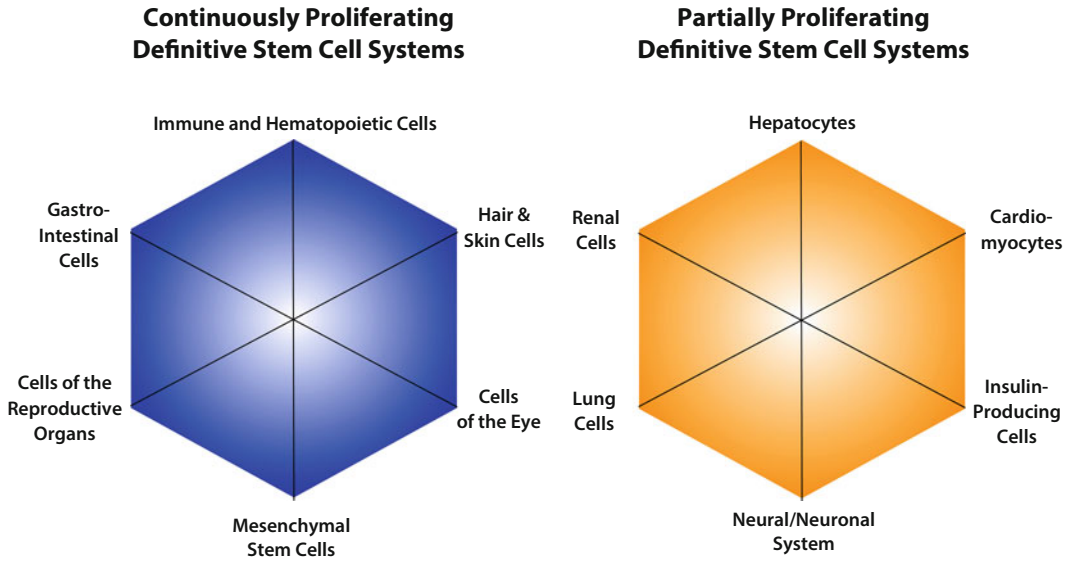 Continuously Proliferating
Definitive Stem Cell Systems
Immune and Hematopoietic Cells
Gastro-
Intestinal
Cells
Hair &
Skin Cells
Cells of the
Reproductive
Organs
Cells
of the Eye
Mesenchymal
Stem Cells
Partially Proliferating
Definitive Stem Cell Systems
Hepatocytes
Renal
Cells
Cardio-
myocytes
Lung
Cells
Insulin-
Producing
Cells
Neural/Neuronal
System